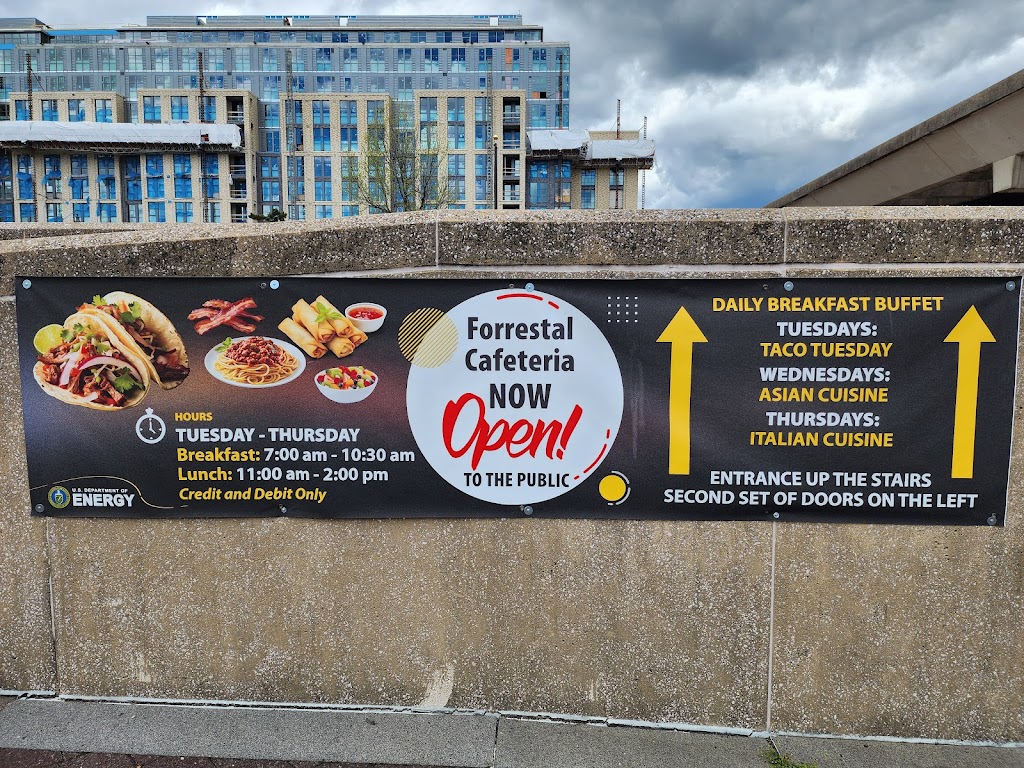 HOURS
TUESDAY - THURSDAY
Breakfast: 7:00 am - 10:30 am
Lunch: 11:00 am - 2:00 pm
Credit and Debit Only
U.S. DEPARTMENT OF
ENERGY
Forrestal
Cafeteria
NOW
Open!
TO THE PUBLIC
DAILY BREAKFAST BUFFET
TUESDAYS:
TACO TUESDAY
WEDNESDAYS:
ASIAN CUISINE
THURSDAYS:
ITALIAN CUISINE
ENTRANCE UP THE STAIRS
SECOND SET OF DOORS ON THE LEFT